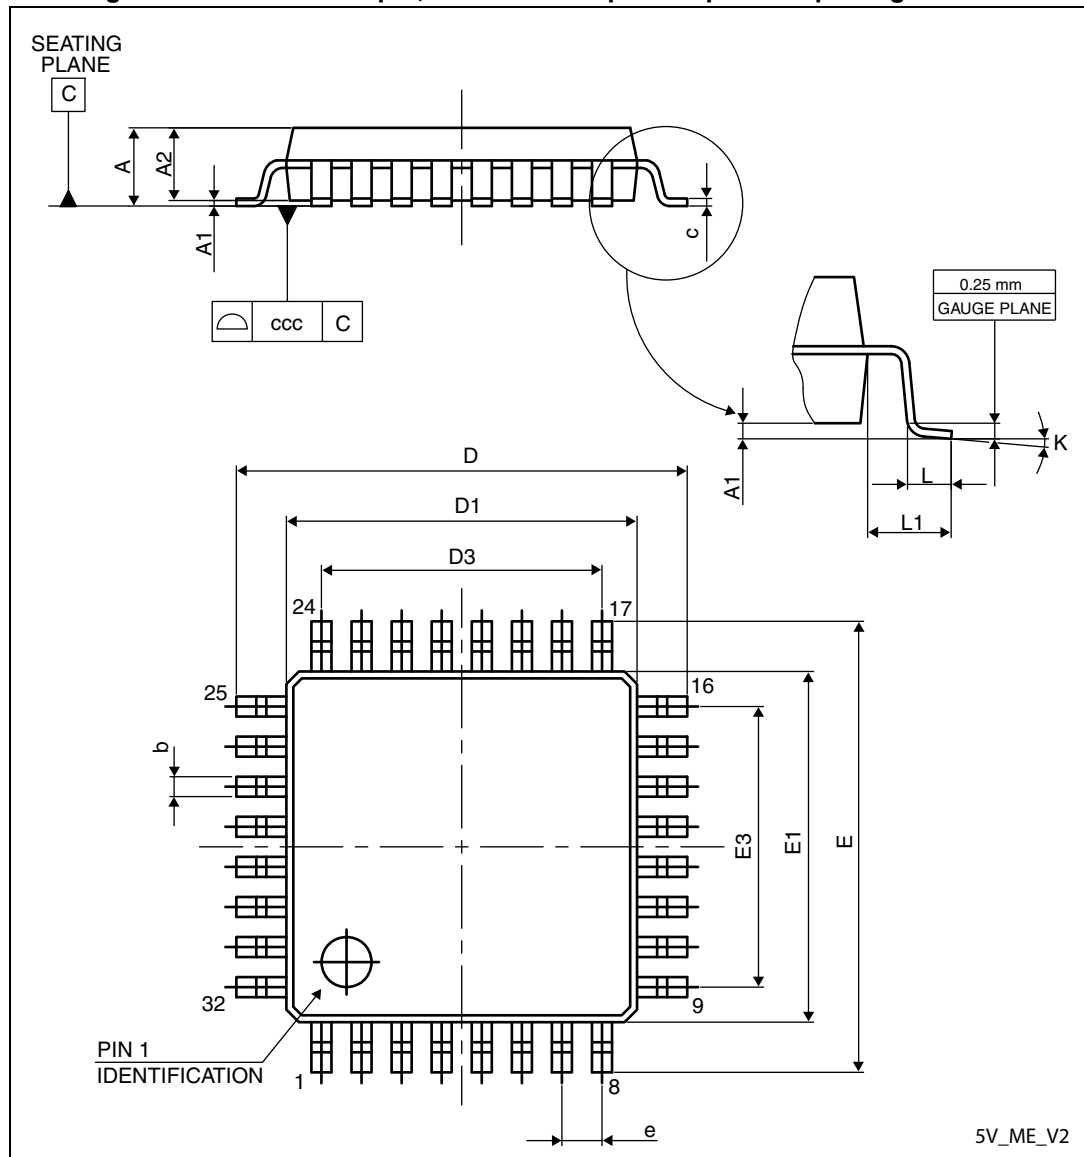 SEATING
PLANE
C
A
A2
A1
c
ccc C
0.25 mm
GAUGE PLANE
K
A1
L
L1
D
D1
D3
24
17
25
16
b
E3
E1
E
32
9
PIN 1
IDENTIFICATION
1
8
e
5V_ME_V2